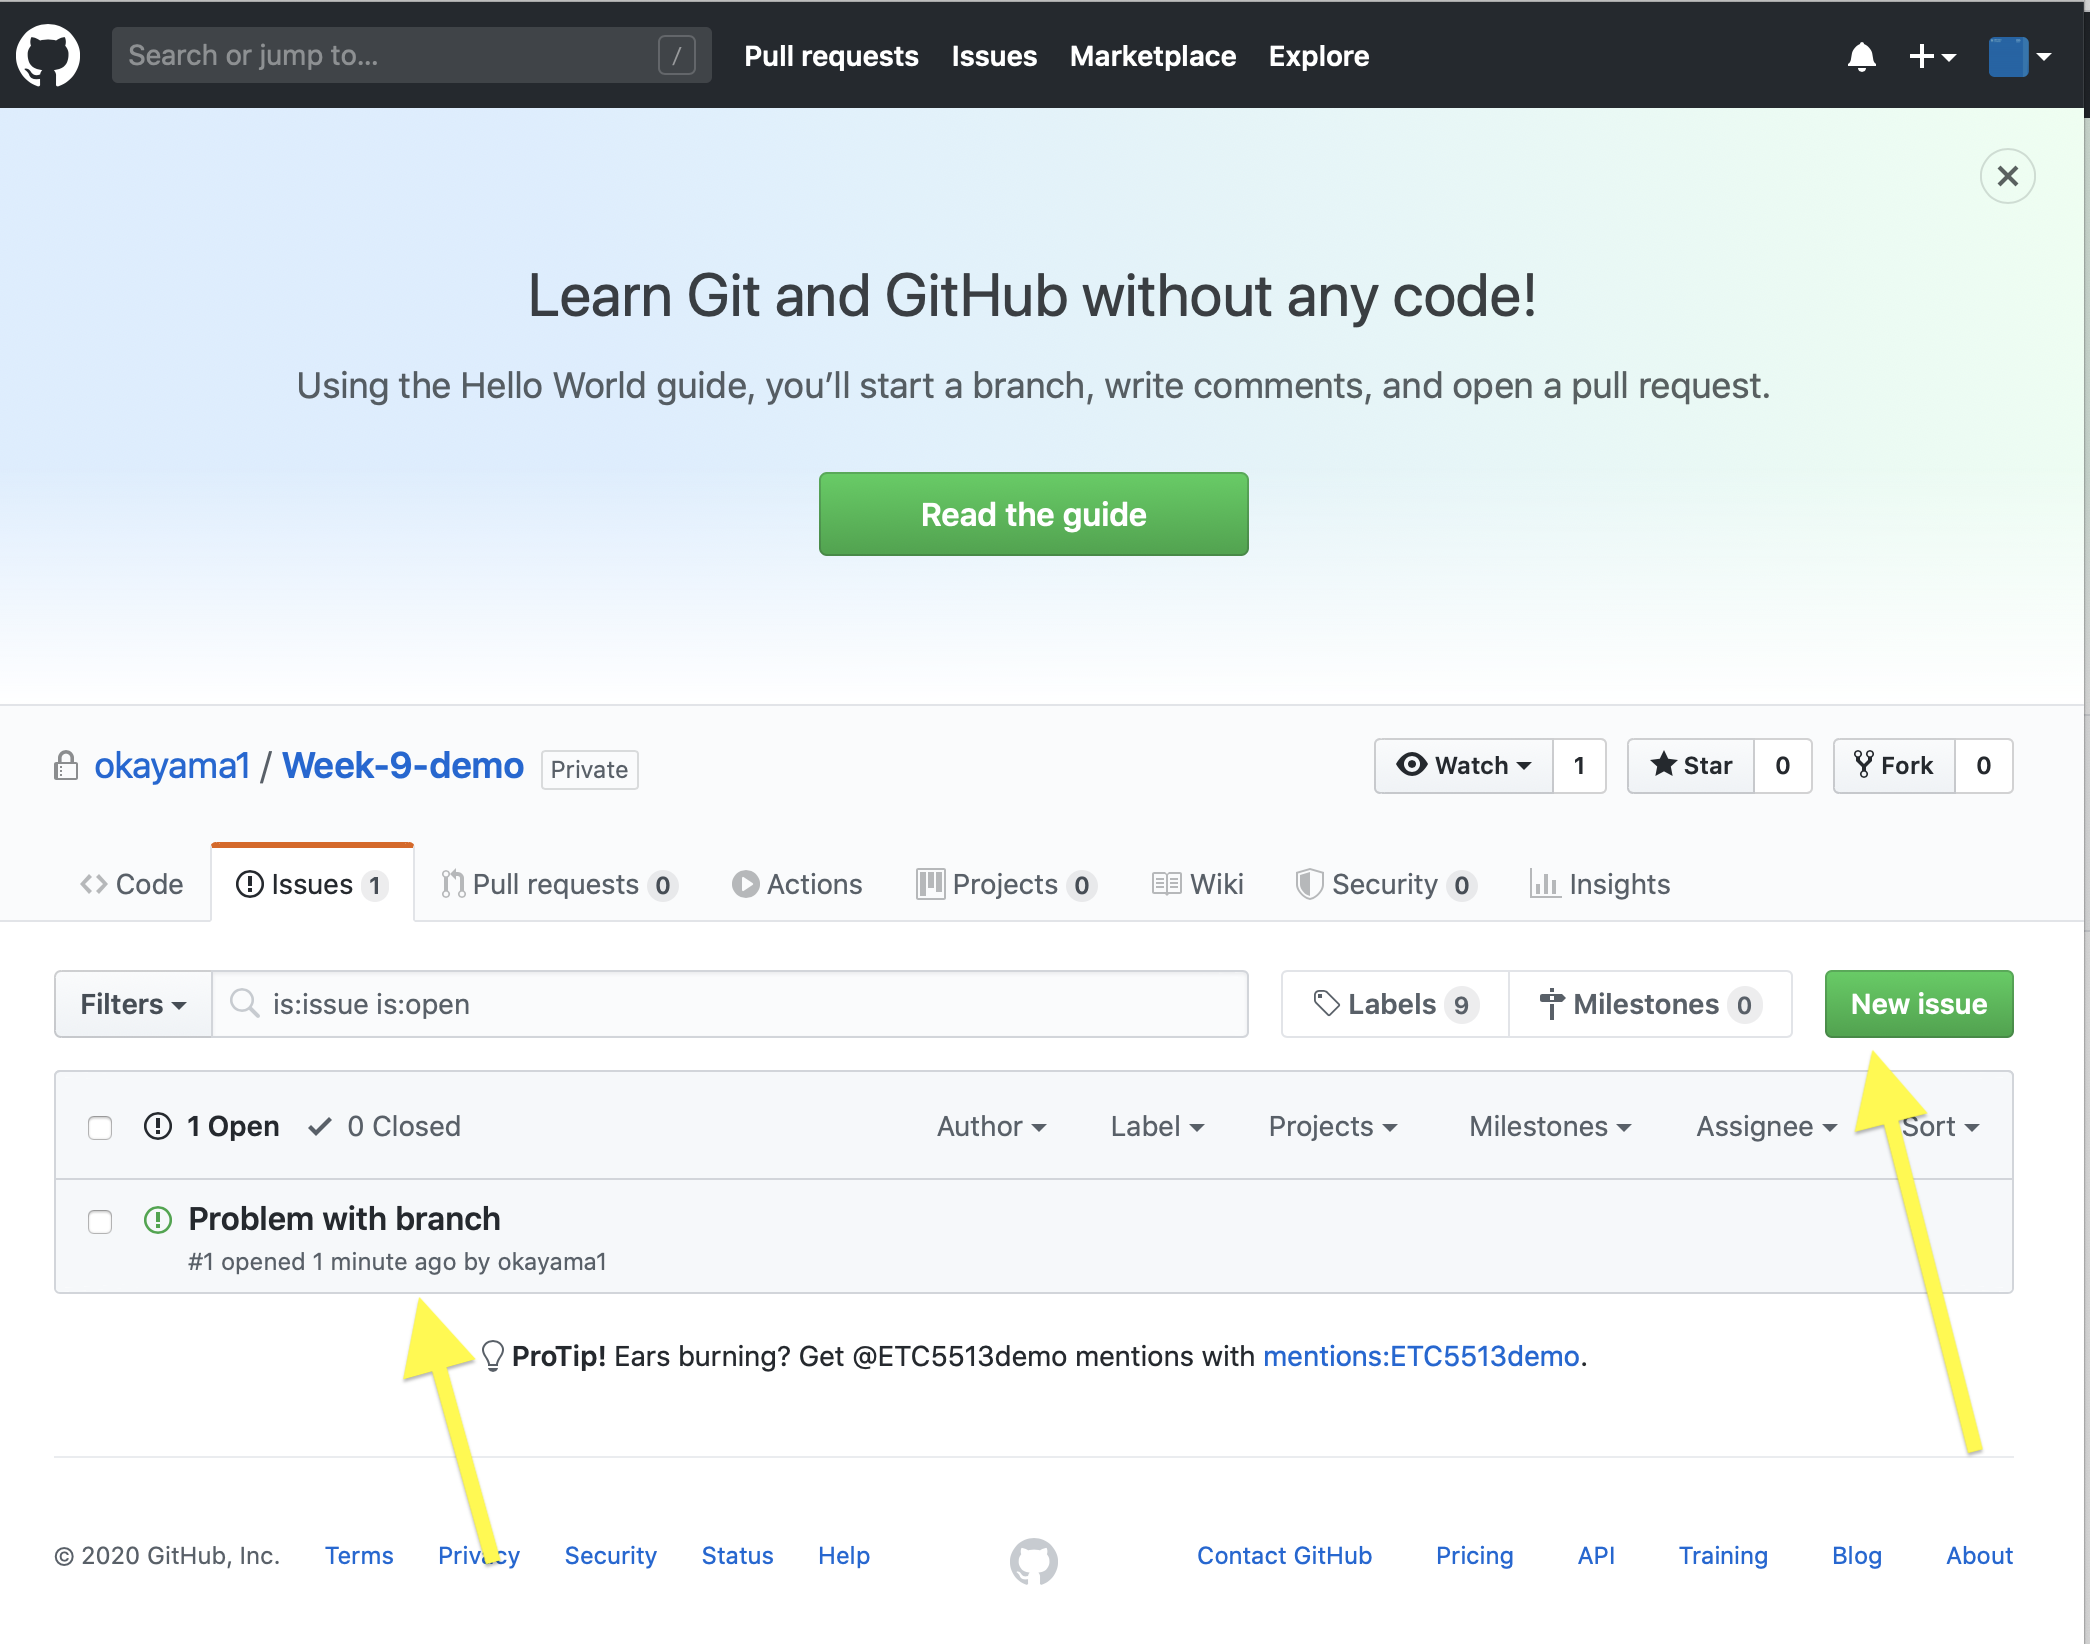 Search or jump to... / Pull requests Issues Marketplace Explore
Learn Git and GitHub without any code!
Using the Hello World guide, you’ll start a branch, write comments, and open a pull request.
Read the guide
okayama1 / Week-9-demo Private Watch 1 Star 0 Fork 0
Code Issues 1 Pull requests 0 Actions Projects 0 Wiki Security 0 Insights
Filters is:issue is:open Labels 9 Milestones 0 New issue
1 Open 0 Closed Author Label Projects Milestones Assignee Sort
Problem with branch
#1 opened 1 minute ago by okayama1
ProTip! Ears burning? Get @ETC5513demo mentions with mentions:ETC5513demo.
© 2020 GitHub, Inc. Terms Privacy Security Status Help Contact GitHub Pricing API Training Blog About